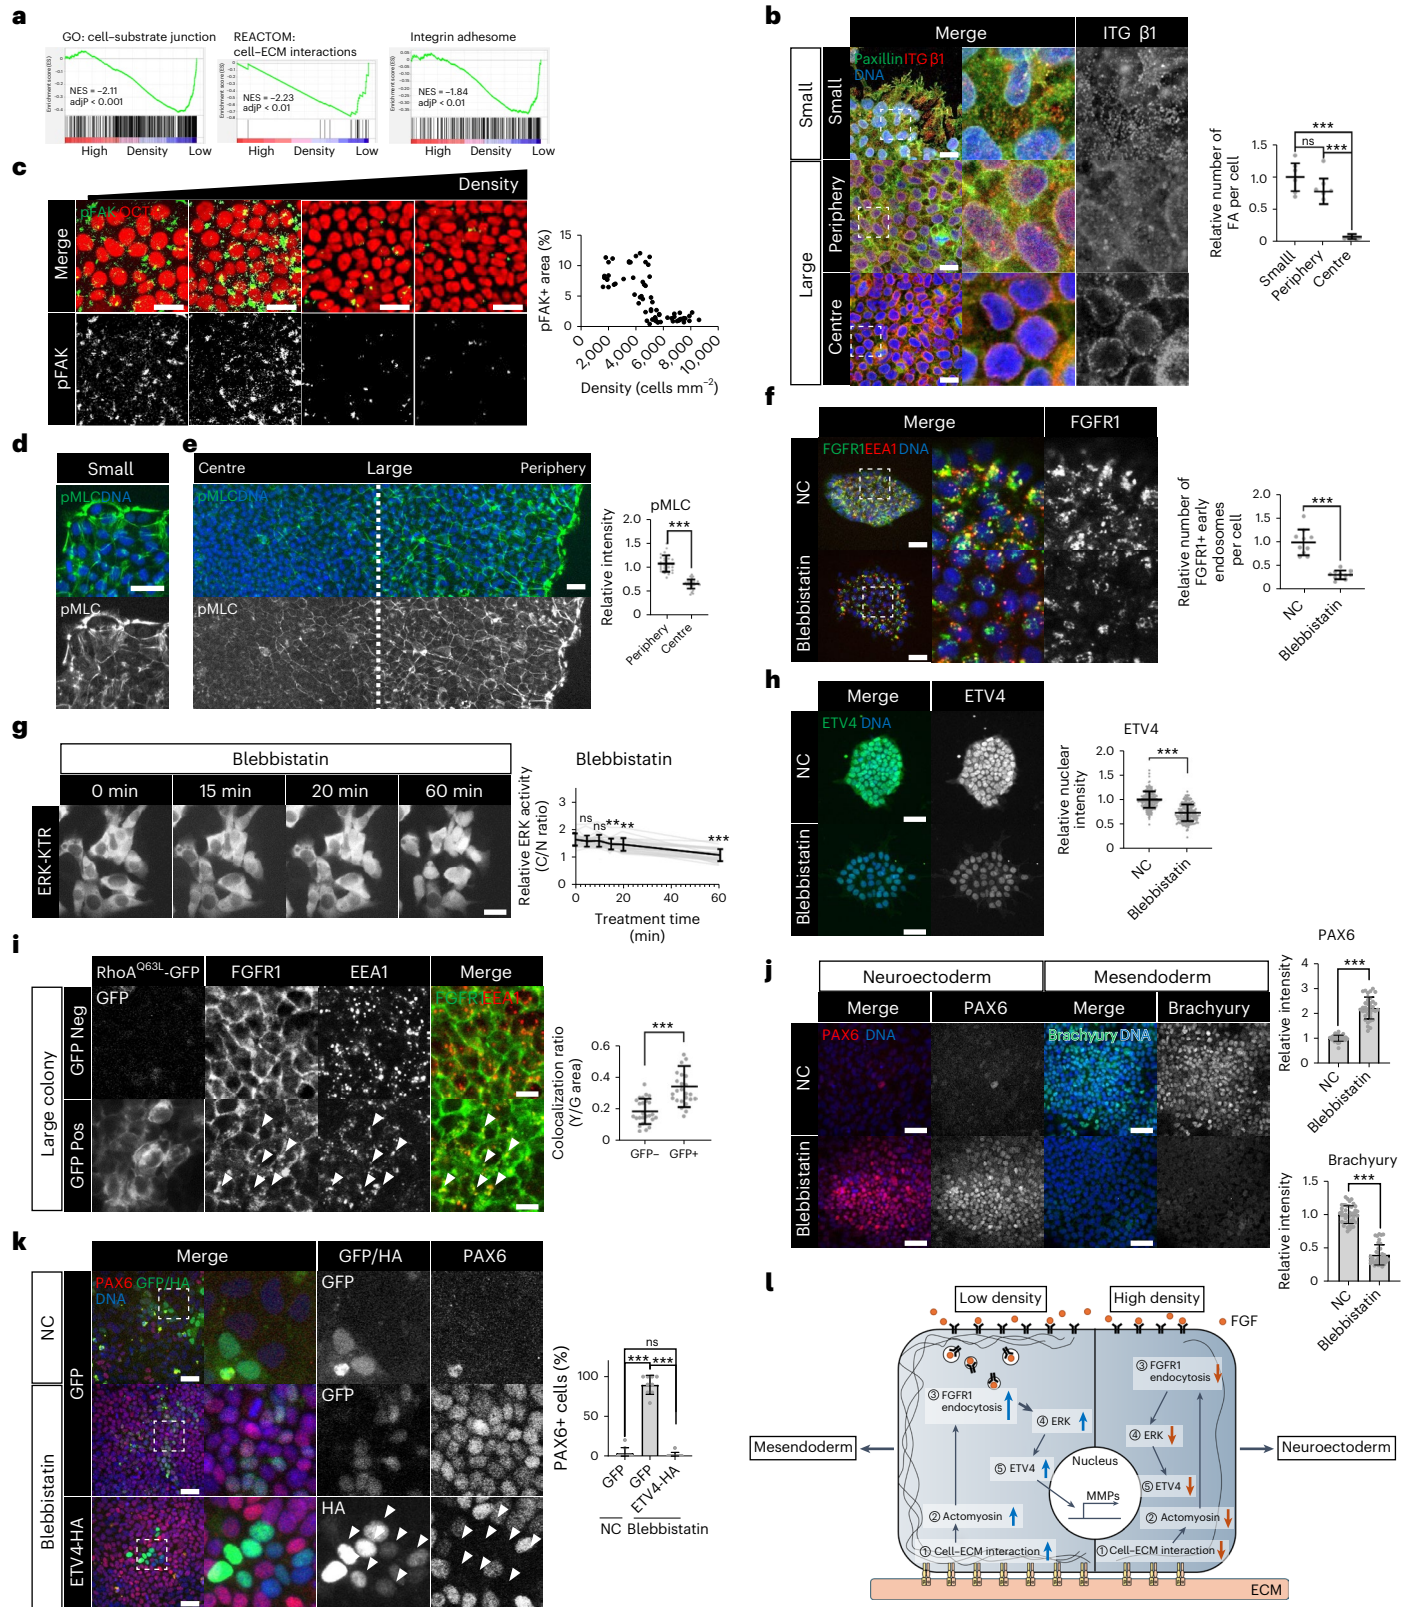 a
GO: cell–substrate junction
NES = −2.11
adjP < 0.001
High Density Low
REACTOM:
cell–ECM interactions
NES = −2.23
adjP < 0.01
High Density Low
Integrin adhesome
NES = −1.84
adjP < 0.01
High Density Low
Enrichment score (ES)
b
Merge
ITG β1
Paxillin ITG β1
DNA
Small
Small
Large
Periphery
Centre
Relative number of
FA per cell
1.5
1.0
0.5
0
***
ns
***
Smalll
Periphery
Centre
c
Density
Merge
pFAK
pFAK OCT
pFAK+ area (%)
15
10
5
0
0
2,000
4,000
6,000
8,000
10,000
Density (cells mm−2)
d
Small
pMLCDNA
pMLC
e
Centre
Large
Periphery
pMLCDNA
pMLC
pMLC
Relative intensity
2.0
1.5
1.0
0.5
0
***
Periphery
Centre
f
Merge
FGFR1
FGFR1EEA1DNA
NC
Blebbistatin
Relative number of
FGFR1+ early
endosomes
per cell
2.0
1.5
1.0
0.5
0
***
NC
Blebbistatin
g
Blebbistatin
0 min
15 min
20 min
60 min
ERK-KTR
Blebbistatin
Relative ERK activity
(C/N ratio)
3
2
1
0
ns
ns
**
**
***
0
20
40
60
Treatment time
(min)
h
Merge
ETV4
ETV4 DNA
NC
Blebbistatin
ETV4
Relative nuclear
intensity
2.0
1.5
1.0
0.5
0
***
NC
Blebbistatin
i
RhoAQ63L-GFP
FGFR1
EEA1
Merge
GFP
FGFR EEA1
Large colony
GFP Neg
GFP Pos
Colocalization ratio
(Y/G area)
0.6
0.4
0.2
0
***
GFP−
GFP+
j
Neuroectoderm
Mesendoderm
Merge
PAX6
Merge
Brachyury
PAX6 DNA
Brachyury DNA
NC
Blebbistatin
PAX6
Relative intensity
4
3
2
1
0
***
NC
Blebbistatin
Brachyury
Relative intensity
1.5
1.0
0.5
0
***
NC
Blebbistatin
k
Merge
GFP/HA
PAX6
PAX6 GFP/HA
DNA
GFP
GFP
HA
NC
Blebbistatin
GFP
ETV4-HA
PAX6+ cells (%)
100
50
0
ns
***
***
GFP
GFP
ETV4-HA
NC Blebbistatin
l
Low density
High density
FGF
③ FGFR1
endocytosis
④ ERK
⑤ ETV4
② Actomyosin
① Cell–ECM interaction
Nucleus
MMPs
③ FGFR1
endocytosis
④ ERK
⑤ ETV4
② Actomyosin
① Cell–ECM interaction
Mesendoderm
Neuroectoderm
ECM